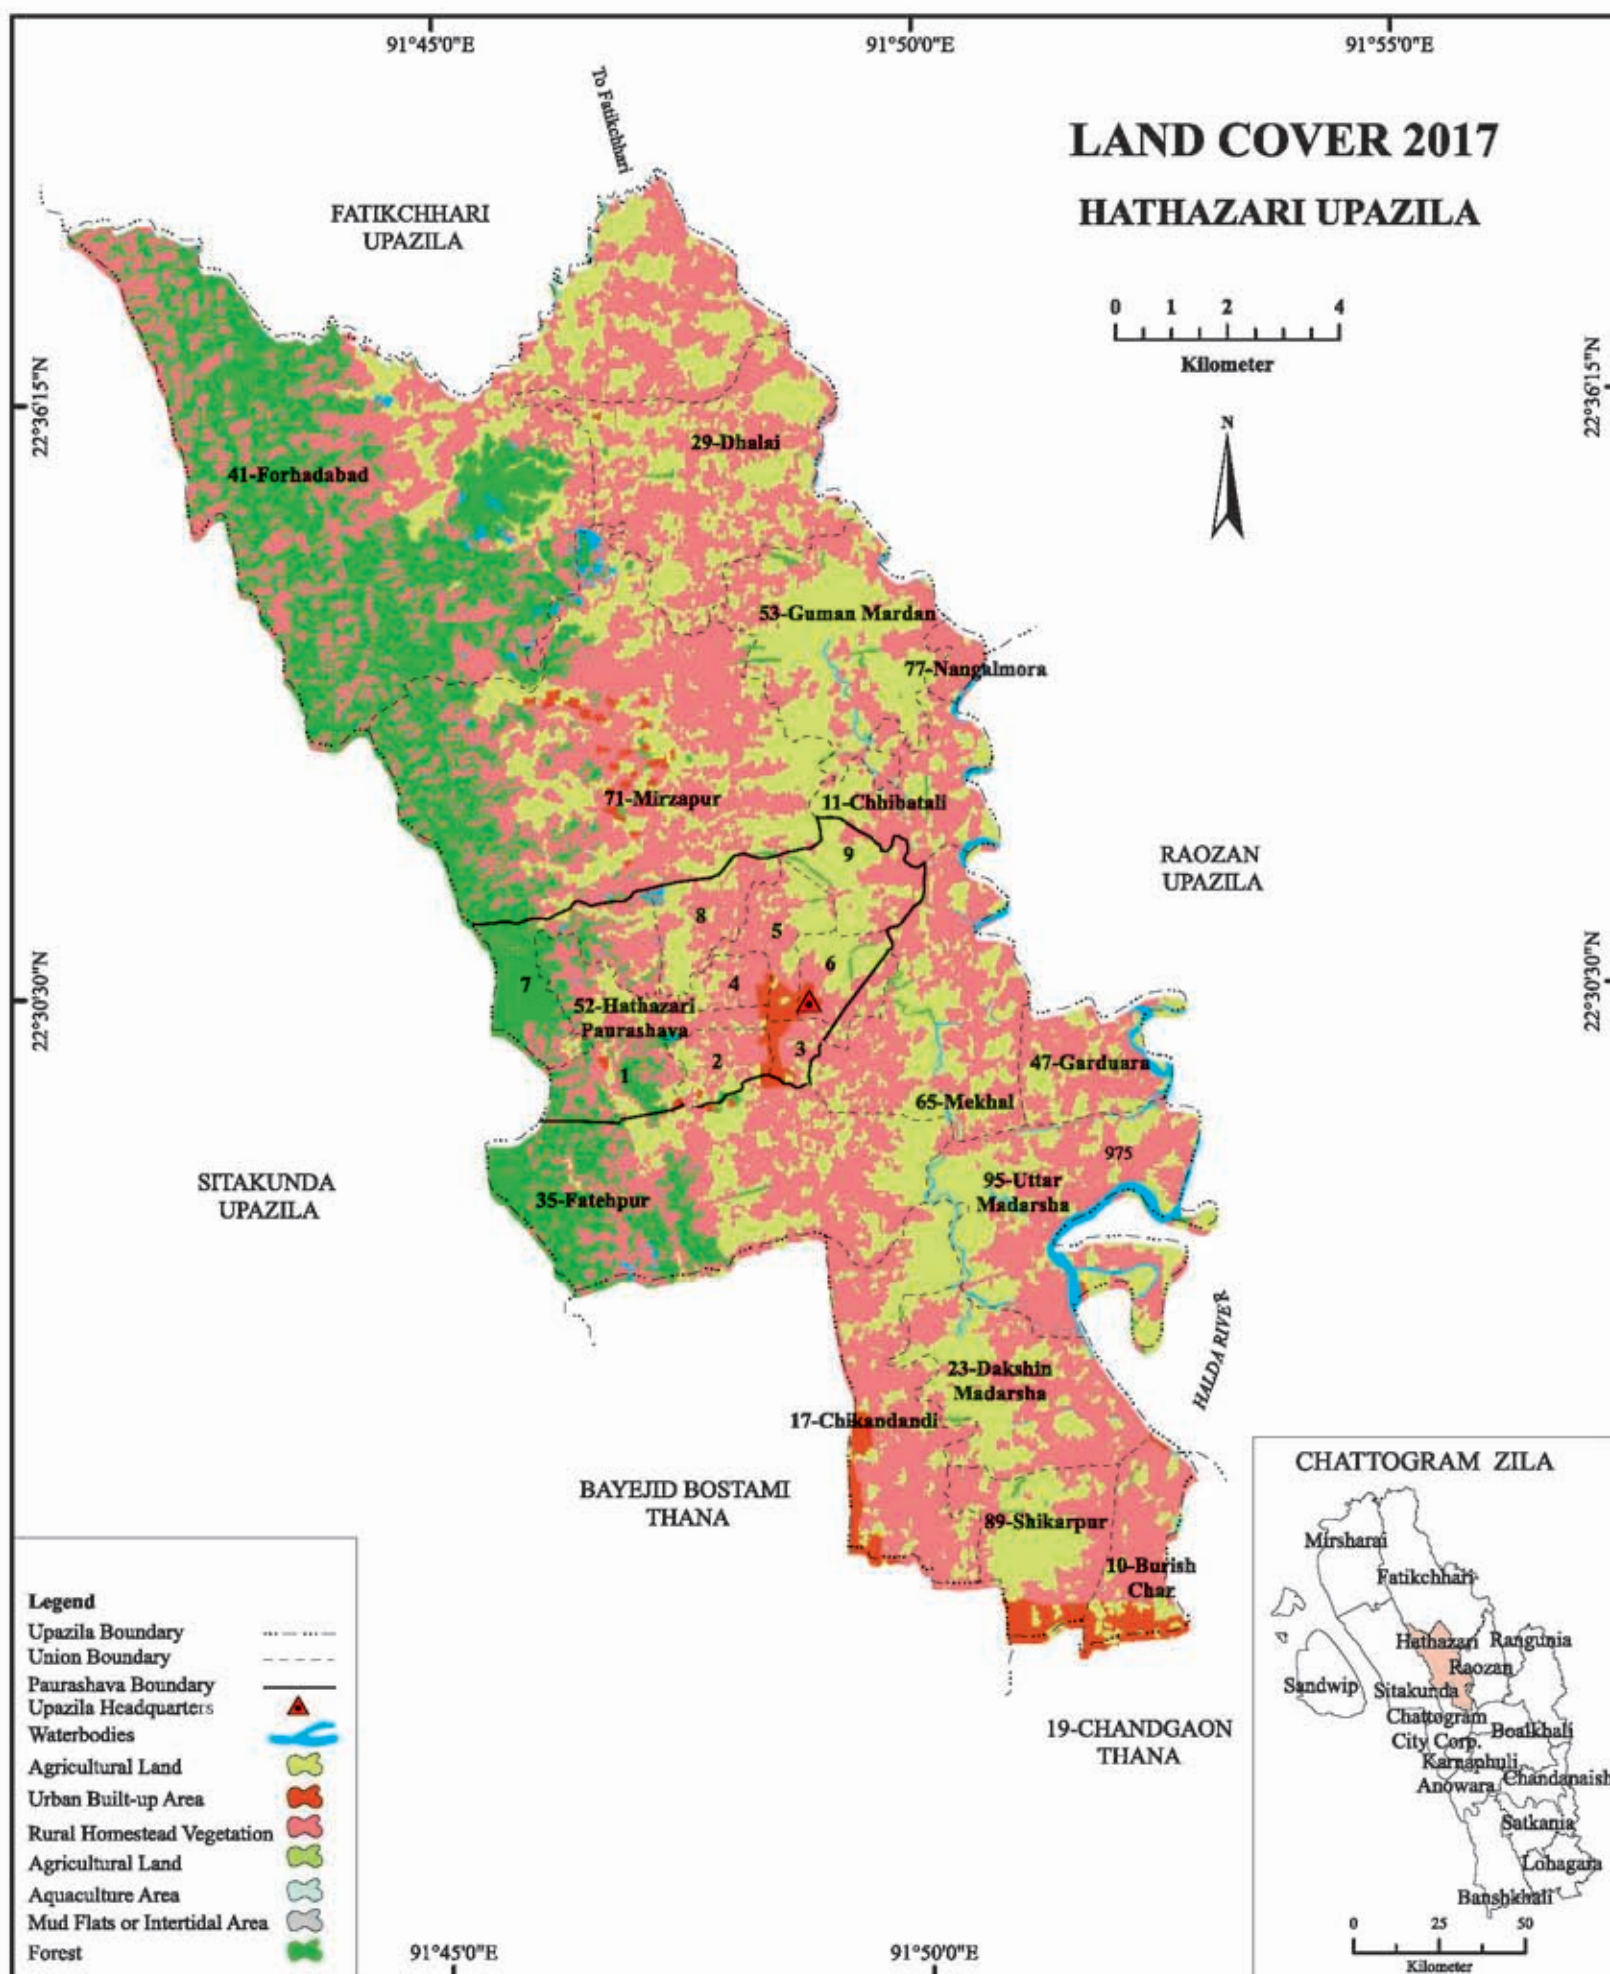 91°45'0"E
91°50'0"E
91°55'0"E
To Fatikchhari
LAND COVER 2017
HATHAZARI UPAZILA
FATIKCHHARI
UPAZILA
0 1 2 4
Kilometer
22°36'15"N
22°36'15"N
N
29-Dhalai
41-Forhadabad
53-Guman Mardan
77-Nangalmora
71-Mirzapur
11-Chhibatali
9
RAOZAN
UPAZILA
8
5
6
7
4
22°30'30"N
22°30'30"N
52-Hathazari
Paurashava
3
2
1
47-Garduara
65-Mekhal
975
SITAKUNDA
UPAZILA
95-Uttar
Madarsha
35-Fatehpur
HALDA RIVER
23-Dakshin
Madarsha
17-Chikandandi
BAYEJID BOSTAMI
THANA
89-Shikarpur
10-Burish
Char
19-CHANDGAON
THANA
Legend
Upazila Boundary
Union Boundary
Paurashava Boundary
Upazila Headquarters
Waterbodies
Agricultural Land
Urban Built-up Area
Rural Homestead Vegetation
Agricultural Land
Aquaculture Area
Mud Flats or Intertidal Area
Forest
CHATTOGRAM ZILA
Mirsharai
Fatikchhari
Hathazari
Rangunia
Raozan
Sandwip
Sitakunda
Chattogram
City Corp.
Boalkhali
Karnaphuli
Anowara
Chandanaish
Satkania
Lohagara
Banshkhali
0 25 50
Kilometer
91°45'0"E
91°50'0"E